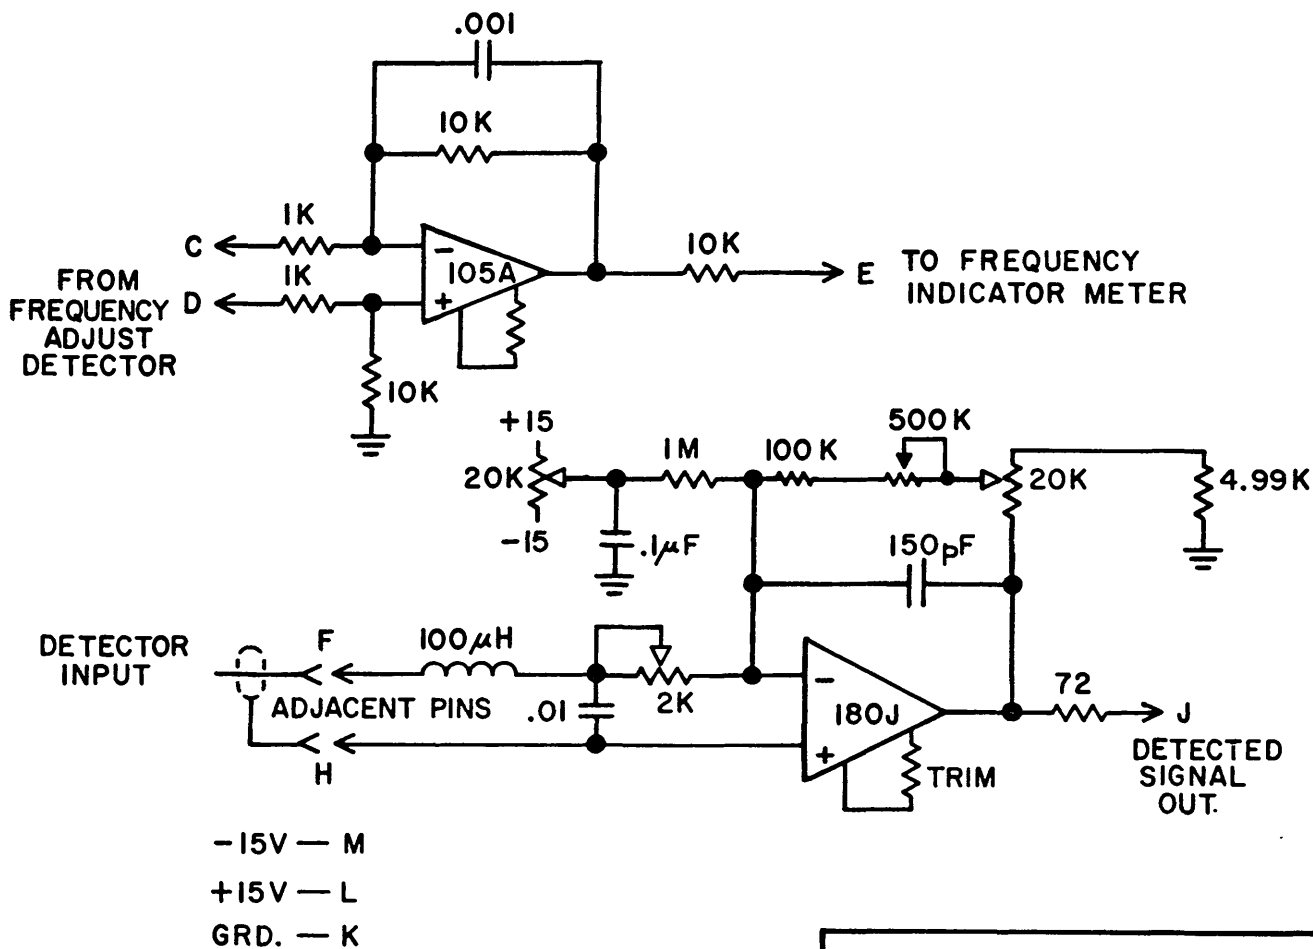 .001
10K
1K
C
1K
D
FROM
FREQUENCY
ADJUST
DETECTOR
−
105A
+
10K
10K
E
TO FREQUENCY
INDICATOR METER
+15
20K
-15
1M
.1μF
100K
500K
20K
4.99K
150pF
DETECTOR
INPUT
F
100μH
ADJACENT PINS
.01
2K
H
−
180J
+
TRIM
72
J
DETECTED
SIGNAL
OUT.
-15V — M
+15V — L
GRD. — K